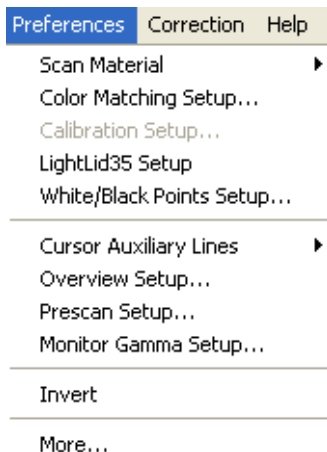 Preferences Correction Help
Scan Material
Color Matching Setup...
Calibration Setup...
LightLid35 Setup
White/Black Points Setup...
Cursor Auxiliary Lines
Overview Setup...
Prescan Setup...
Monitor Gamma Setup...
Invert
More...